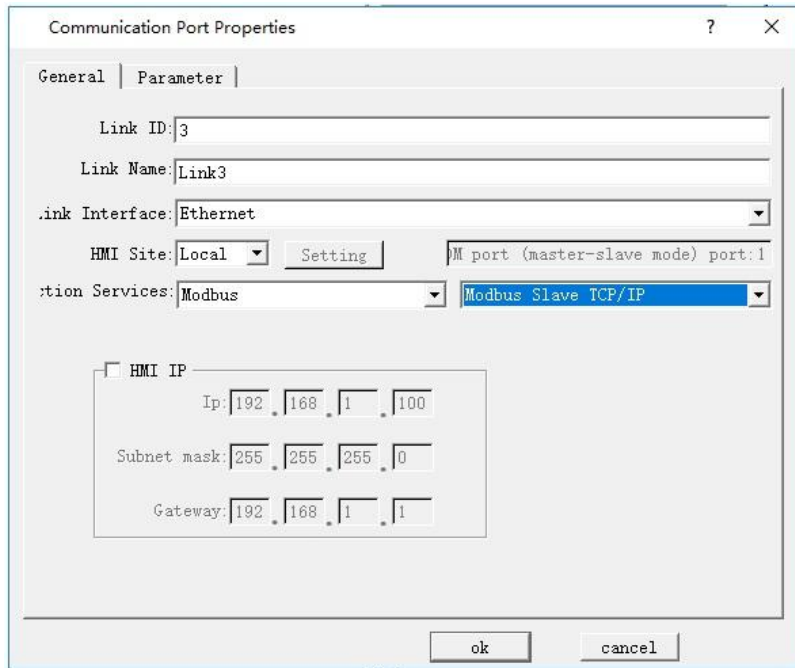 Communication Port Properties ? ×
General Parameter
Link ID: 3
Link Name: Link3
.ink Interface: Ethernet
HMI Site: Local Setting M port (master-slave mode) port:1
:tion Services: Modbus Modbus Slave TCP/IP
HMI IP
Ip: 192 . 168 . 1 . 100
Subnet mask: 255 . 255 . 255 . 0
Gateway: 192 . 168 . 1 . 1
ok cancel